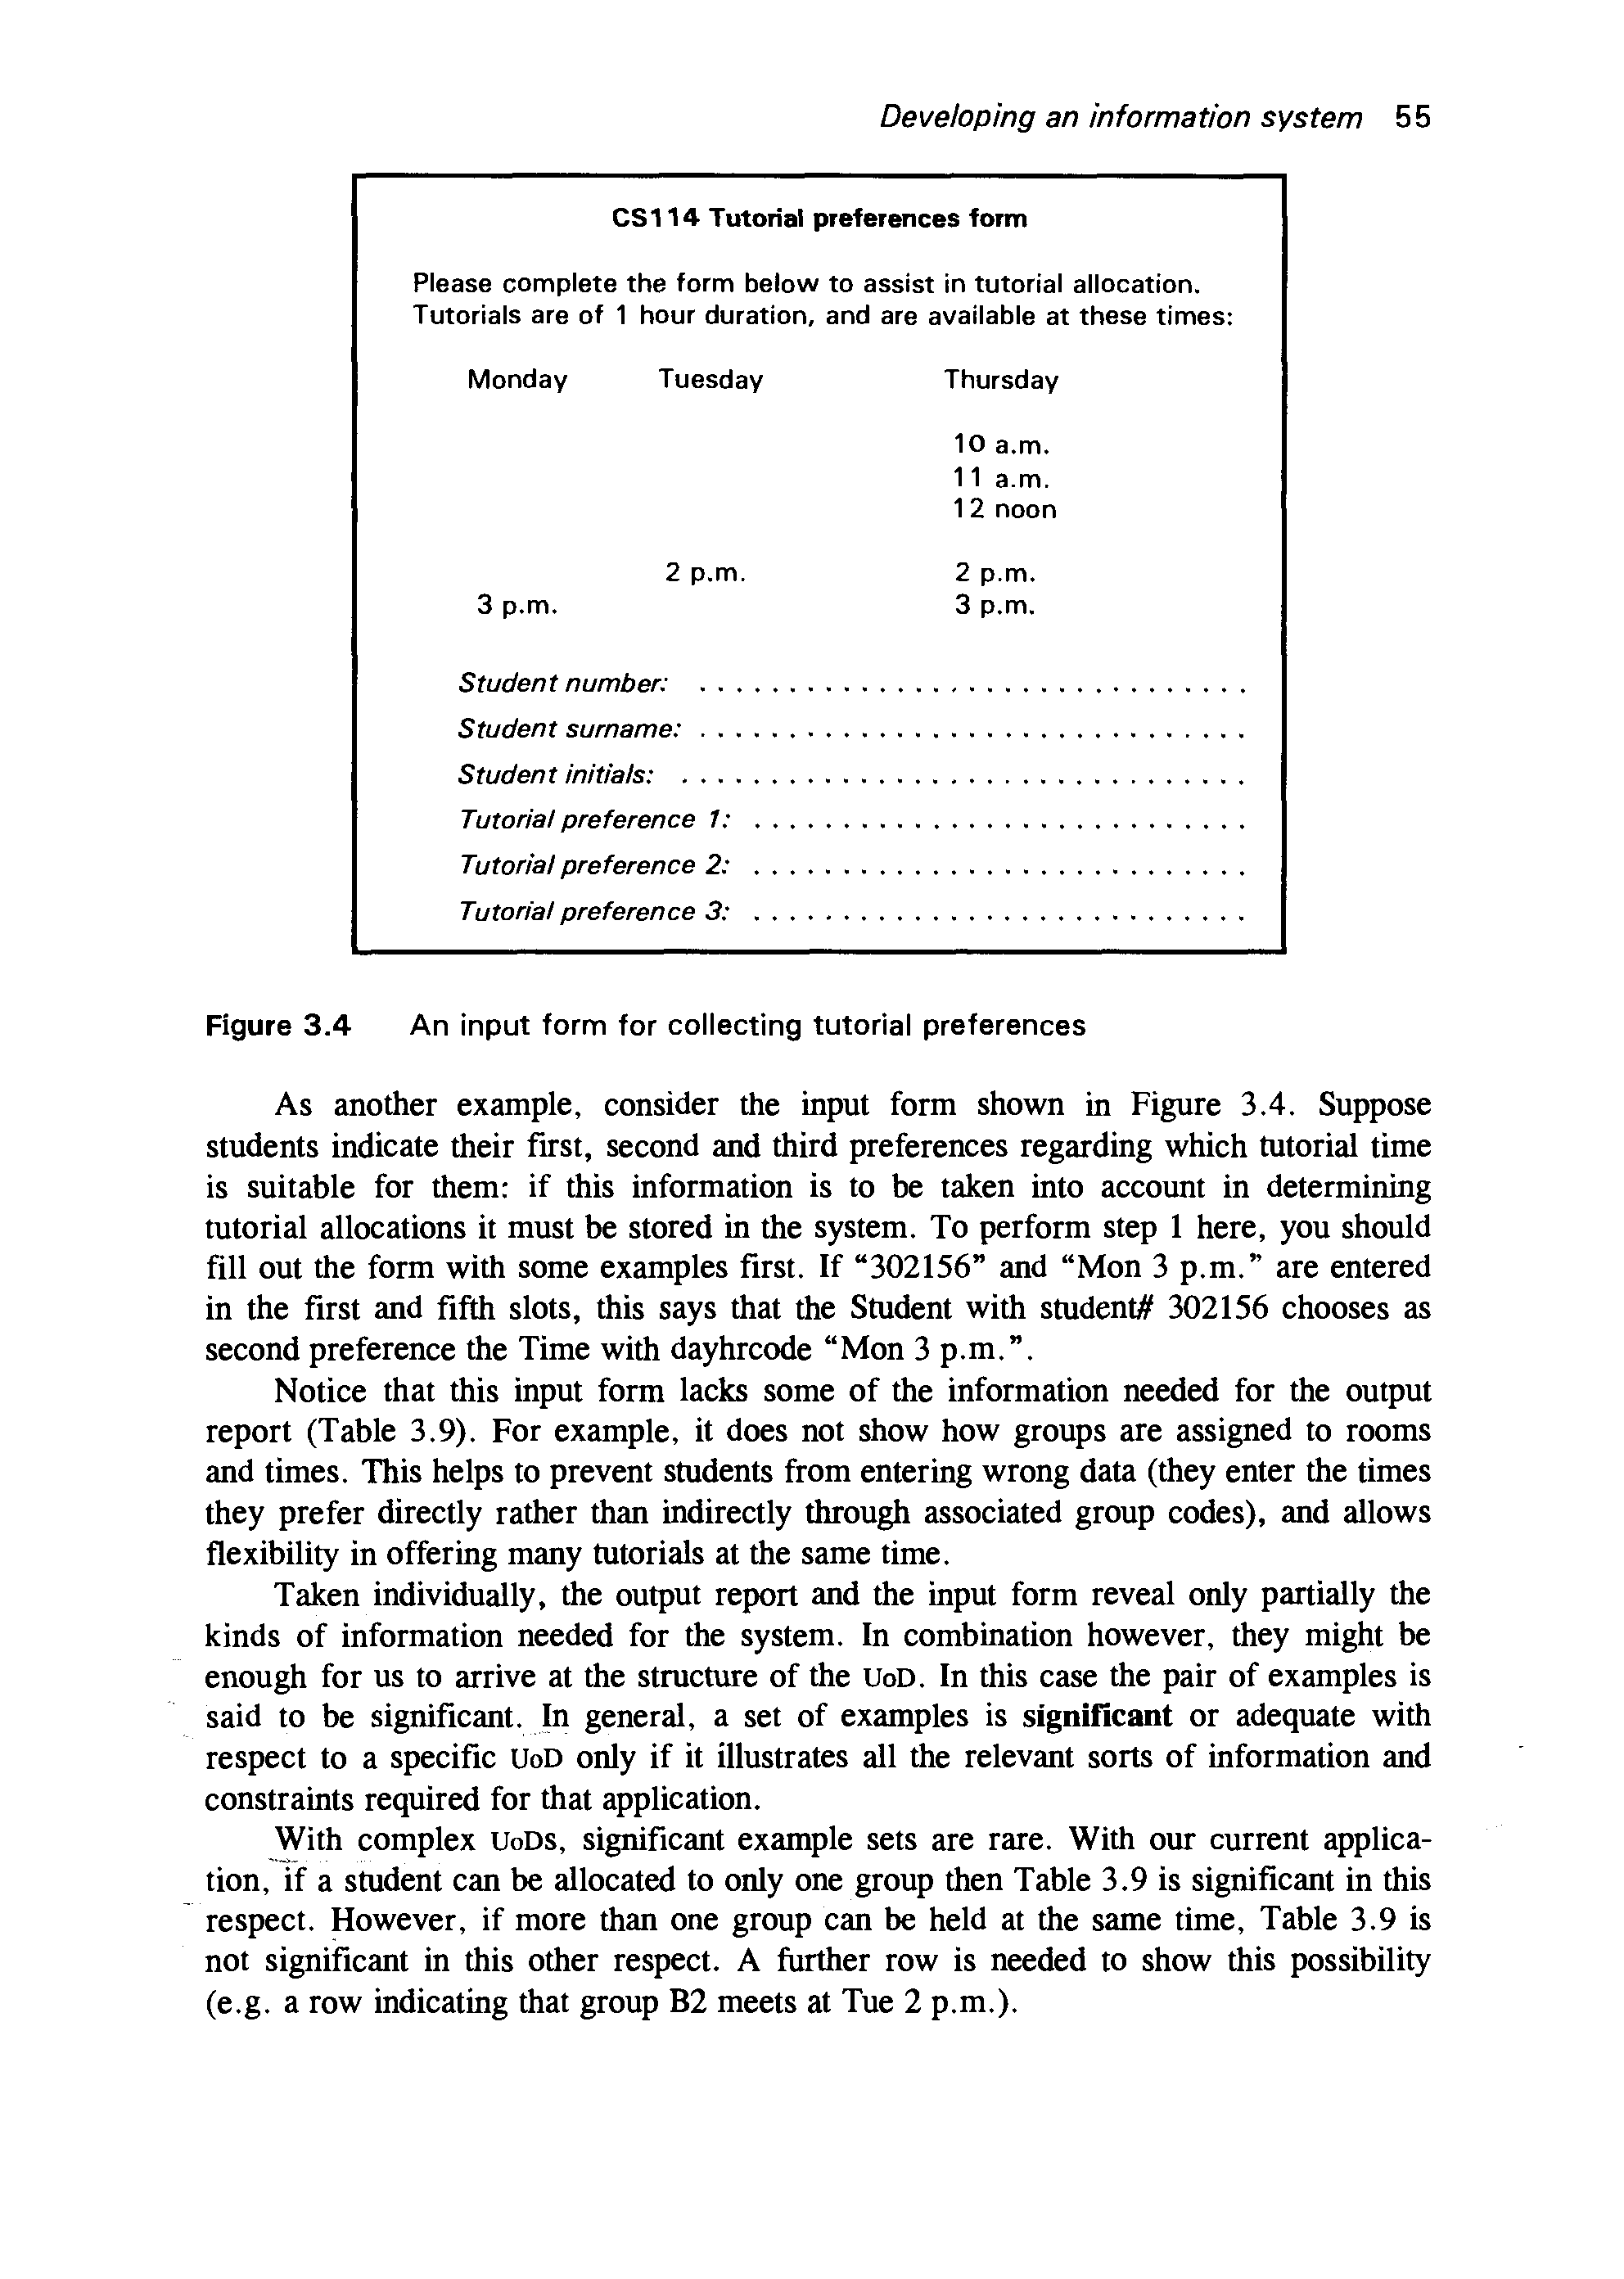 Developing an information system 55
CS114 Tutorial preferences form
Please complete the form below to assist in tutorial allocation.
Tutorials are of 1 hour duration, and are available at these times:
Monday Tuesday Thursday
10 a.m.
11 a.m.
12 noon
2 p.m. 2 p.m.
3 p.m. 3 p.m.
Student number: . . . . . . . . . . . . . . . . . . . . . . . . . . . . . . .
Student surname: . . . . . . . . . . . . . . . . . . . . . . . . . . . . . . .
Student initials: . . . . . . . . . . . . . . . . . . . . . . . . . . . . . . . .
Tutorial preference 1: . . . . . . . . . . . . . . . . . . . . . . . . . . . .
Tutorial preference 2: . . . . . . . . . . . . . . . . . . . . . . . . . . . .
Tutorial preference 3: . . . . . . . . . . . . . . . . . . . . . . . . . . . .
Figure 3.4 An input form for collecting tutorial preferences
As another example, consider the input form shown in Figure 3.4. Suppose
students indicate their first, second and third preferences regarding which tutorial time
is suitable for them: if this information is to be taken into account in determining
tutorial allocations it must be stored in the system. To perform step 1 here, you should
fill out the form with some examples first. If “302156” and “Mon 3 p.m.” are entered
in the first and fifth slots, this says that the Student with student# 302156 chooses as
second preference the Time with dayhrcode “Mon 3 p.m.”.
Notice that this input form lacks some of the information needed for the output
report (Table 3.9). For example, it does not show how groups are assigned to rooms
and times. This helps to prevent students from entering wrong data (they enter the times
they prefer directly rather than indirectly through associated group codes), and allows
flexibility in offering many tutorials at the same time.
Taken individually, the output report and the input form reveal only partially the
kinds of information needed for the system. In combination however, they might be
enough for us to arrive at the structure of the UoD. In this case the pair of examples is
said to be significant. In general, a set of examples is significant or adequate with
respect to a specific UoD only if it illustrates all the relevant sorts of information and
constraints required for that application.
With complex UoDs, significant example sets are rare. With our current applica-
tion, if a student can be allocated to only one group then Table 3.9 is significant in this
respect. However, if more than one group can be held at the same time, Table 3.9 is
not significant in this other respect. A further row is needed to show this possibility
(e.g. a row indicating that group B2 meets at Tue 2 p.m.).